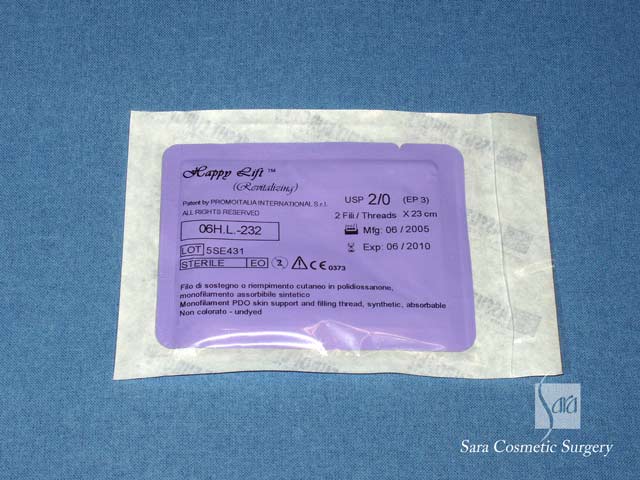 Happy Lift ™
(Revitalizing)
Patent by PROMOITALIA INTERNATIONAL S.r.l.
ALL RIGHTS RESERVED
06H.L.-232
LOT 5SE431
STERILE EO 2 CE 0373
USP 2/0 (EP 3)
2 Fili / Threads X 23 cm
Mfg: 06 / 2005
Exp: 06 / 2010
Filo di sostegno o riempimento cutaneo in polidiossanone,
monofilamento assorbibile sintetico
Monofilament PDO skin support and filling thread, synthetic, absorbable
Non colorato - undyed
Sara
Sara Cosmetic Surgery